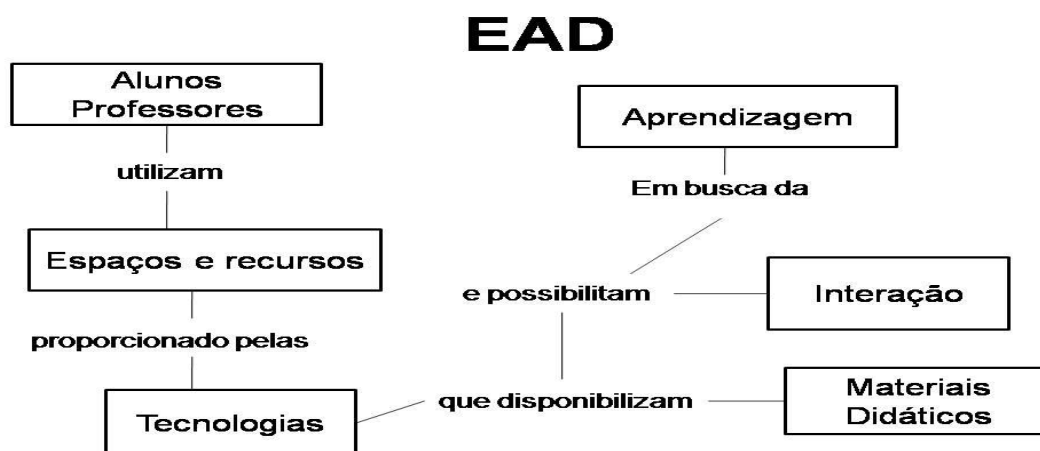 EAD
Alunos
Professores
utilizam
Espaços e recursos
proporcionado pelas
Tecnologias
que disponibilizam
Materiais
Didáticos
e possibilitam
Interação
Em busca da
Aprendizagem